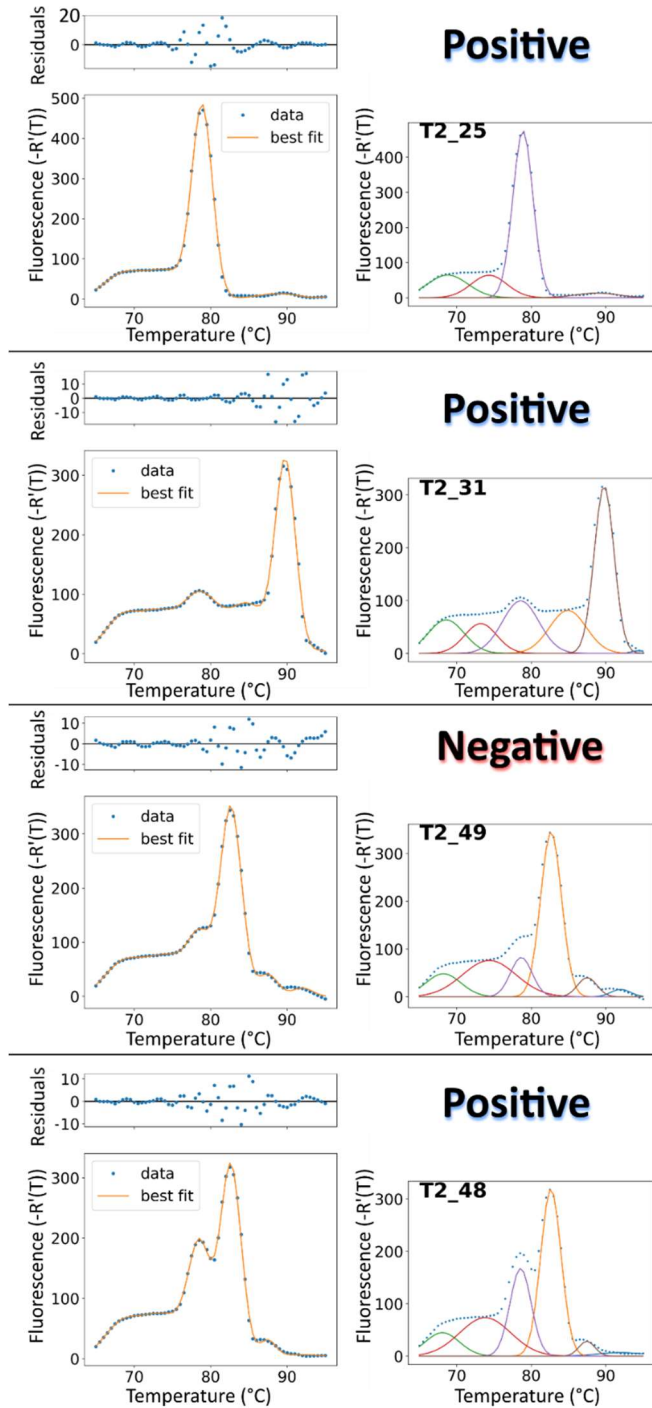 Residuals
20
0
Positive
Fluorescence (-R'(T))
500
400
300
200
100
0
data
best fit
70
80
90
Temperature (°C)
T2_25
Fluorescence (-R'(T))
400
300
200
100
0
70
80
90
Temperature (°C)
Residuals
10
0
-10
Positive
Fluorescence (-R'(T))
300
200
100
0
data
best fit
70
80
90
Temperature (°C)
T2_31
Fluorescence (-R'(T))
300
200
100
0
70
80
90
Temperature (°C)
Residuals
10
0
-10
Negative
Fluorescence (-R'(T))
300
200
100
0
data
best fit
70
80
90
Temperature (°C)
T2_49
Fluorescence (-R'(T))
300
200
100
0
70
80
90
Temperature (°C)
Residuals
10
0
-10
Positive
Fluorescence (-R'(T))
300
200
100
0
data
best fit
70
80
90
Temperature (°C)
T2_48
Fluorescence (-R'(T))
300
200
100
0
70
80
90
Temperature (°C)